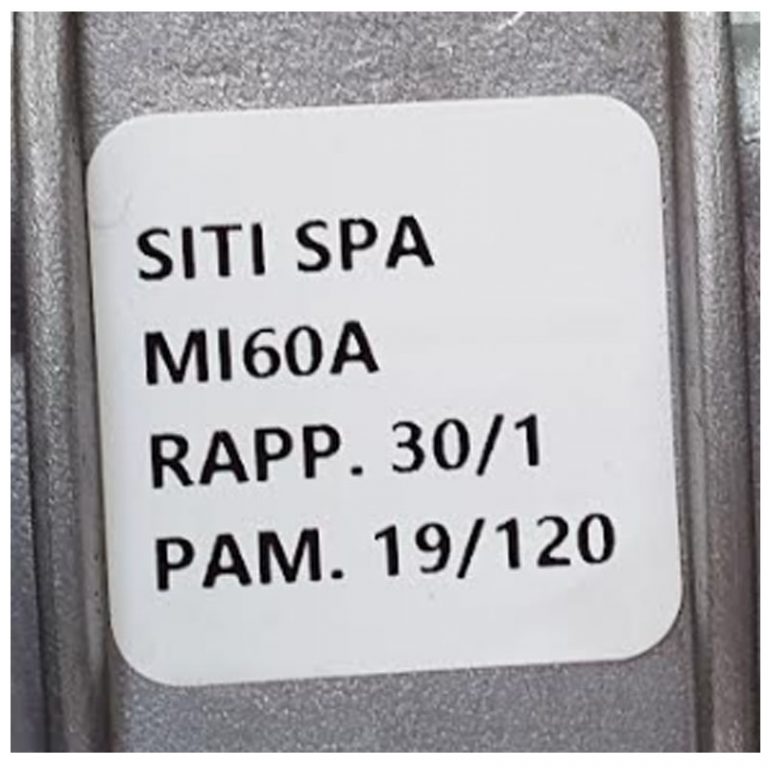 SITI SPA
MI60A
RAPP. 30/1
PAM. 19/120